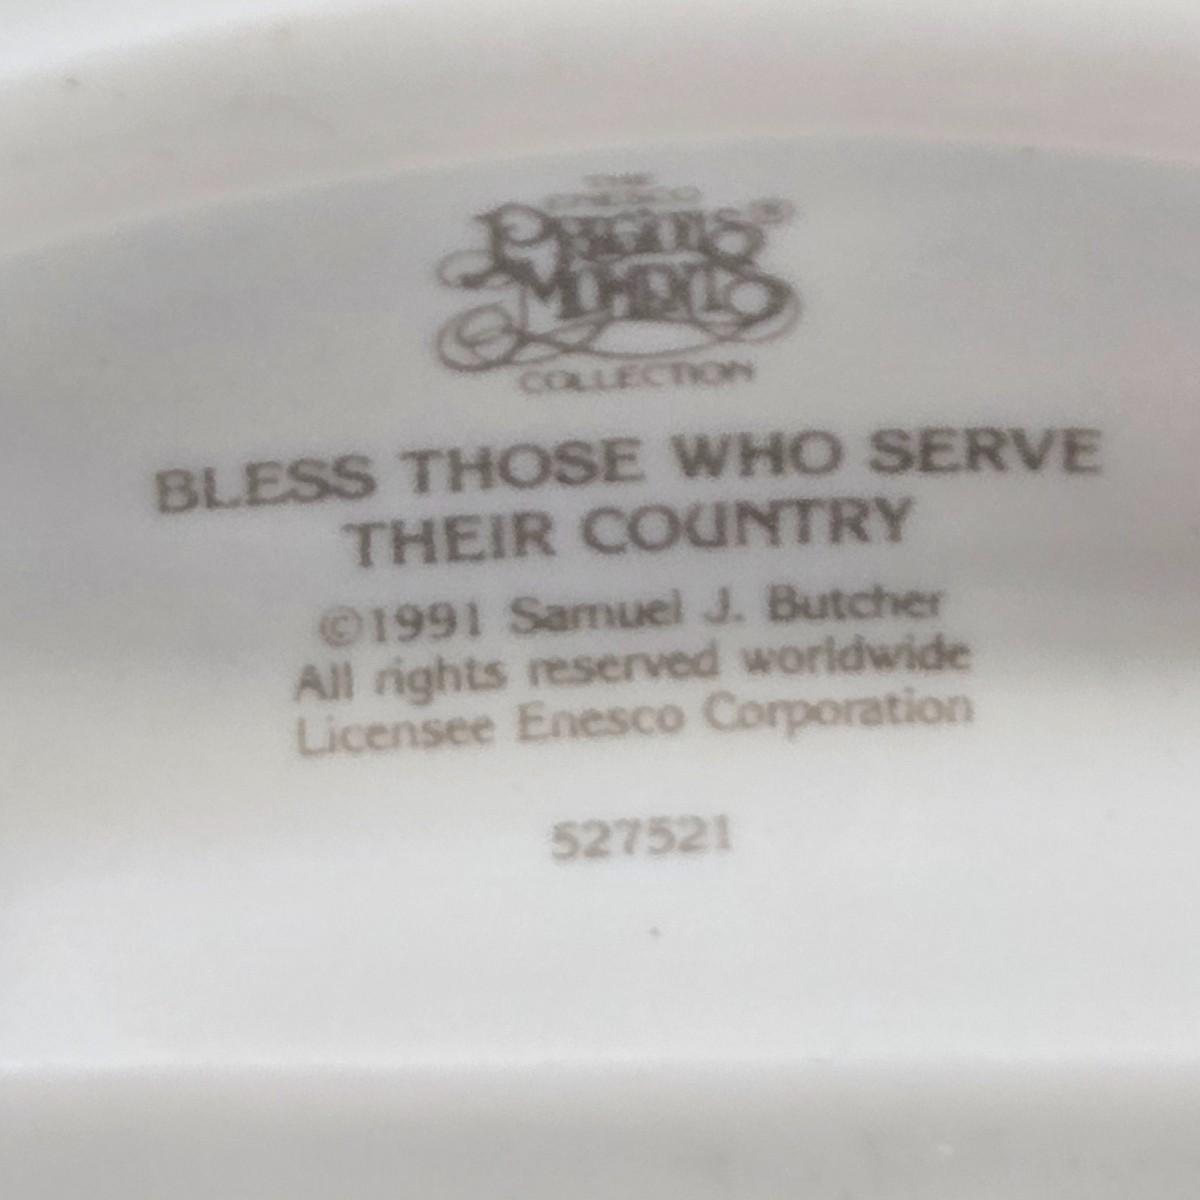 THE
ENESCO
PRECIOUS®
MOMENTS
COLLECTION
BLESS THOSE WHO SERVE
THEIR COUNTRY
©1991 Samuel J. Butcher
All rights reserved worldwide
Licensee Enesco Corporation
527521